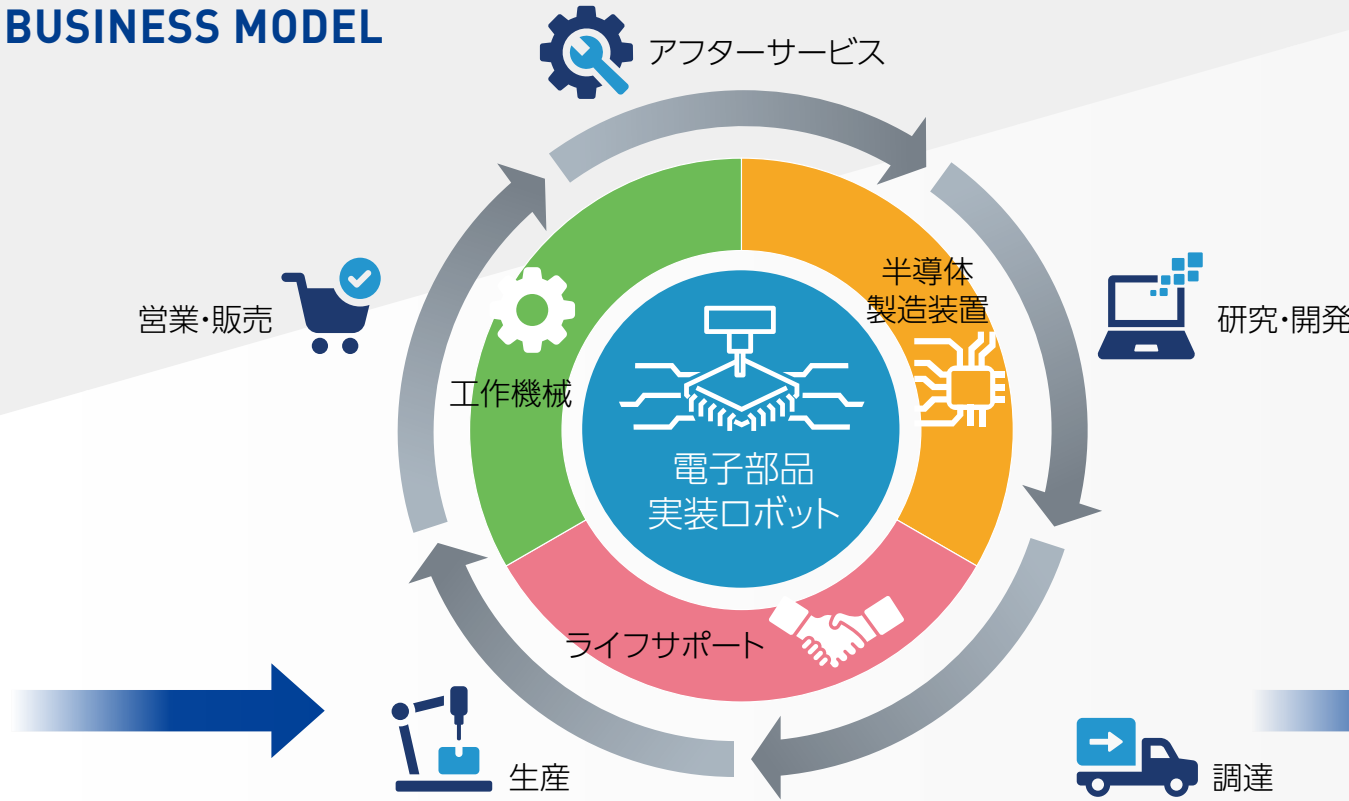 BUSINESS MODEL
アフターサービス
半導体
製造装置
営業・販売
研究・開発
工作機械
電子部品
実装ロボット
ライフサポート
生産
調達